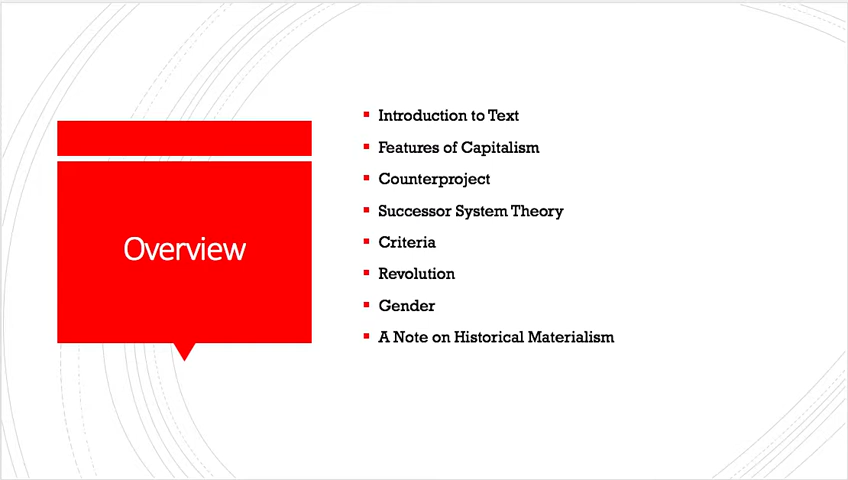 Overview
Introduction to Text
Features of Capitalism
Counterproject
Successor System Theory
Criteria
Revolution
Gender
A Note on Historical Materialism